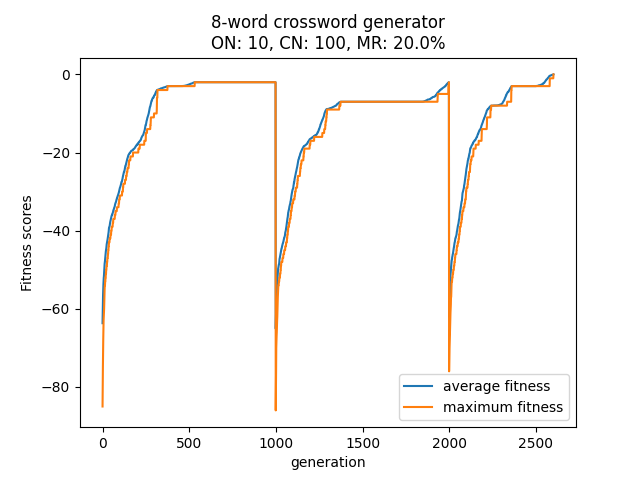 8-word crossword generator
ON: 10, CN: 100, MR: 20.0%
0
−20
−40
−60
−80
Fitness scores
average fitness
maximum fitness
0 500 1000 1500 2000 2500
generation